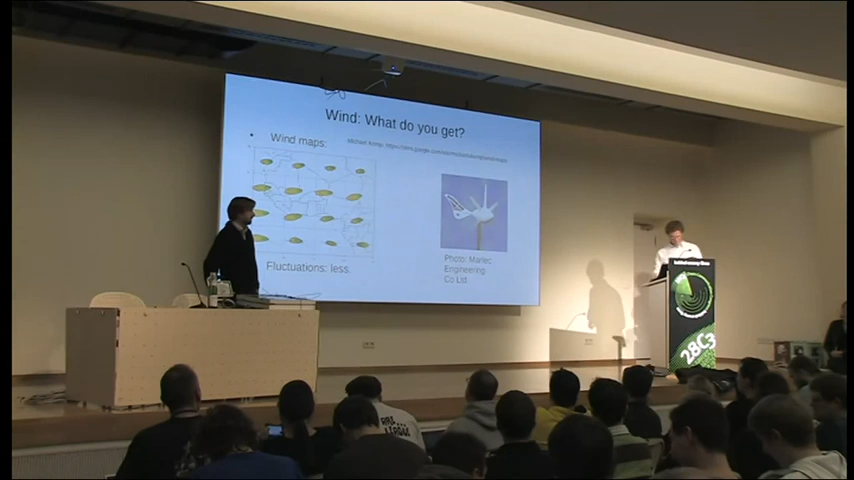 Wind: What do you get?
Wind maps:
Fluctuations: less.
Photo: Marlec
Engineering
Co Ltd
28C3